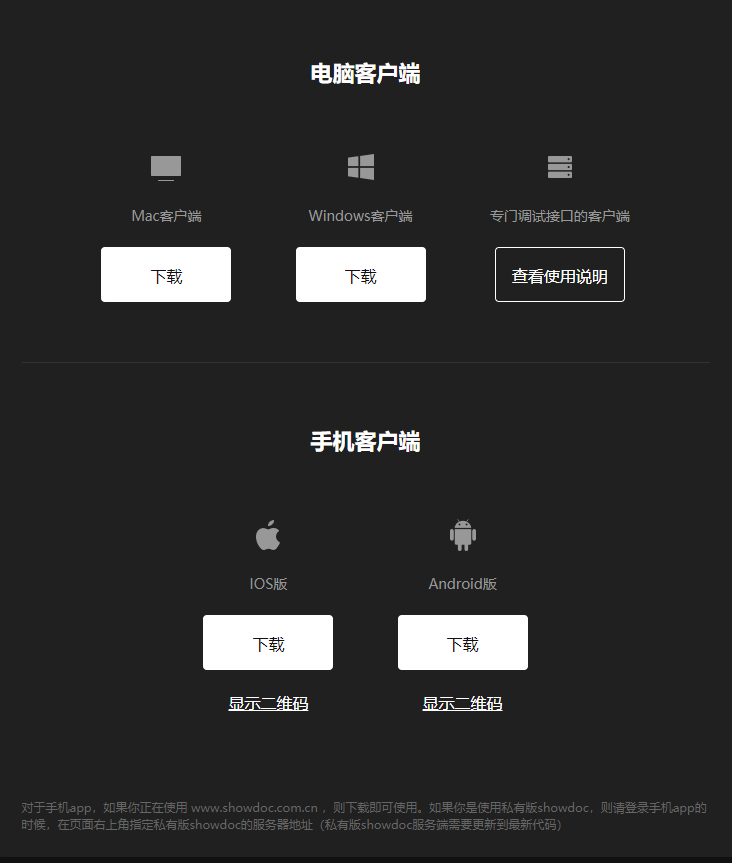 电脑客户端
Mac客户端
Windows客户端
专门调试接口的客户端
下载
下载
查看使用说明
手机客户端
IOS版
Android版
下载
下载
显示二维码
显示二维码
对于手机app，如果你正在使用 www.showdoc.com.cn ，则下载即可使用。如果你是使用私有版showdoc，则请登录手机app的
时候，在页面右上角指定私有版showdoc的服务器地址（私有版showdoc服务端需要更新到最新代码）